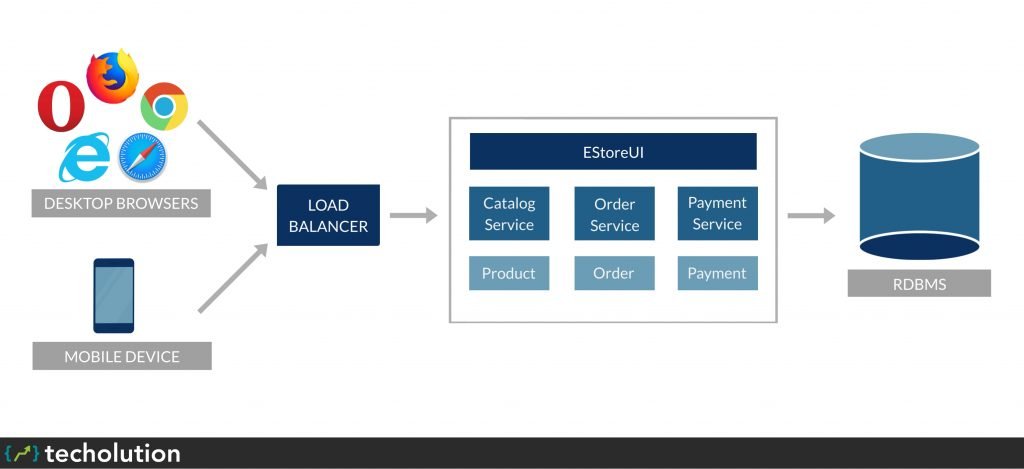 DESKTOP BROWSERS
MOBILE DEVICE
LOAD
BALANCER
EStoreUI
Catalog
Service
Order
Service
Payment
Service
Product
Order
Payment
RDBMS
techolution